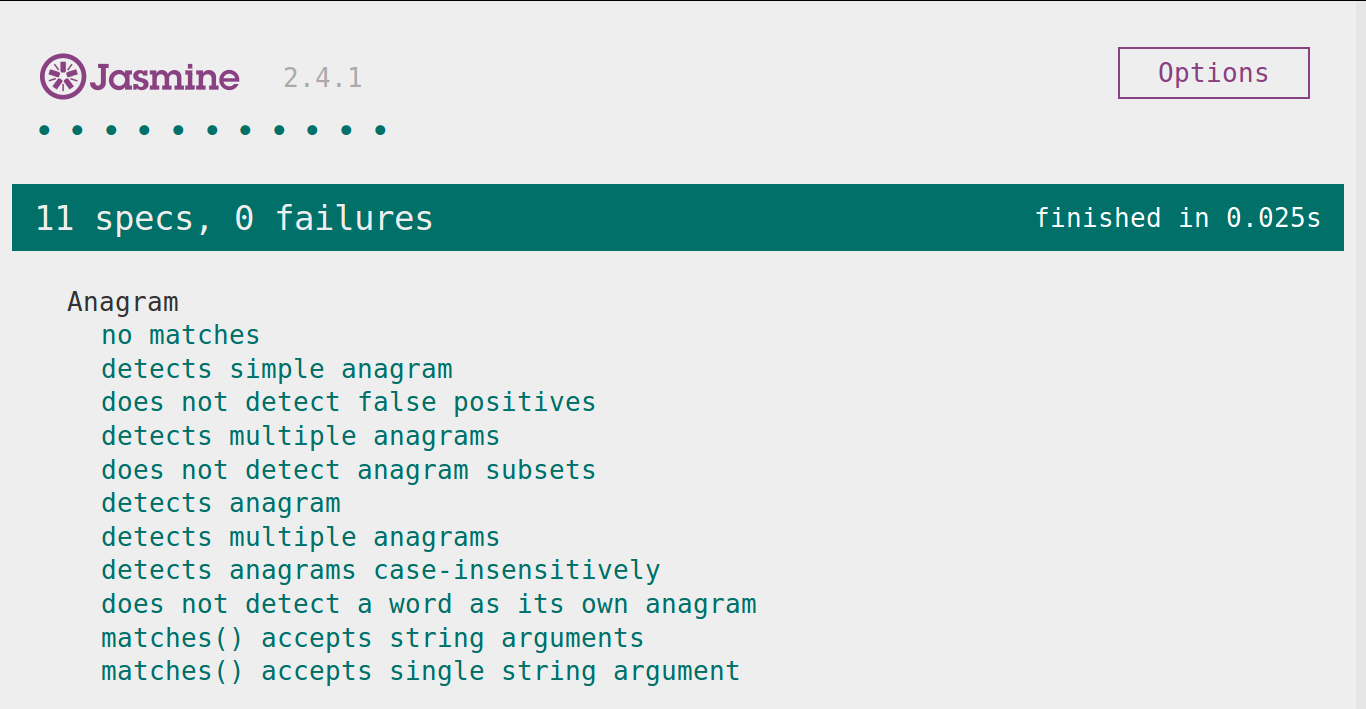 Jasmine 2.4.1 Options
• • • • • • • • • • •
11 specs, 0 failures finished in 0.025s
Anagram
no matches
detects simple anagram
does not detect false positives
detects multiple anagrams
does not detect anagram subsets
detects anagram
detects multiple anagrams
detects anagrams case-insensitively
does not detect a word as its own anagram
matches() accepts string arguments
matches() accepts single string argument